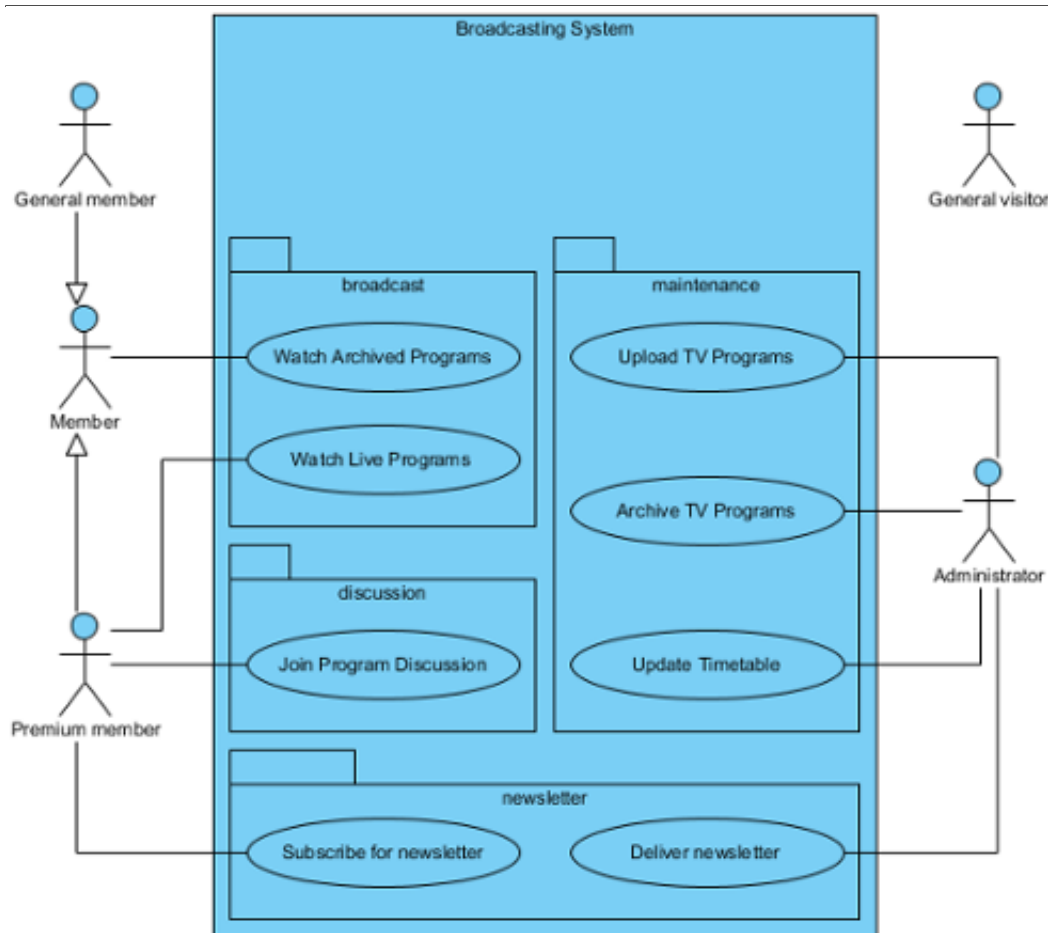 Broadcasting System
General member
General visitor
broadcast
maintenance
Watch Archived Programs
Upload TV Programs
Member
Watch Live Programs
Archive TV Programs
Administrator
discussion
Join Program Discussion
Update Timetable
Premium member
newsletter
Subscribe for newsletter
Deliver newsletter